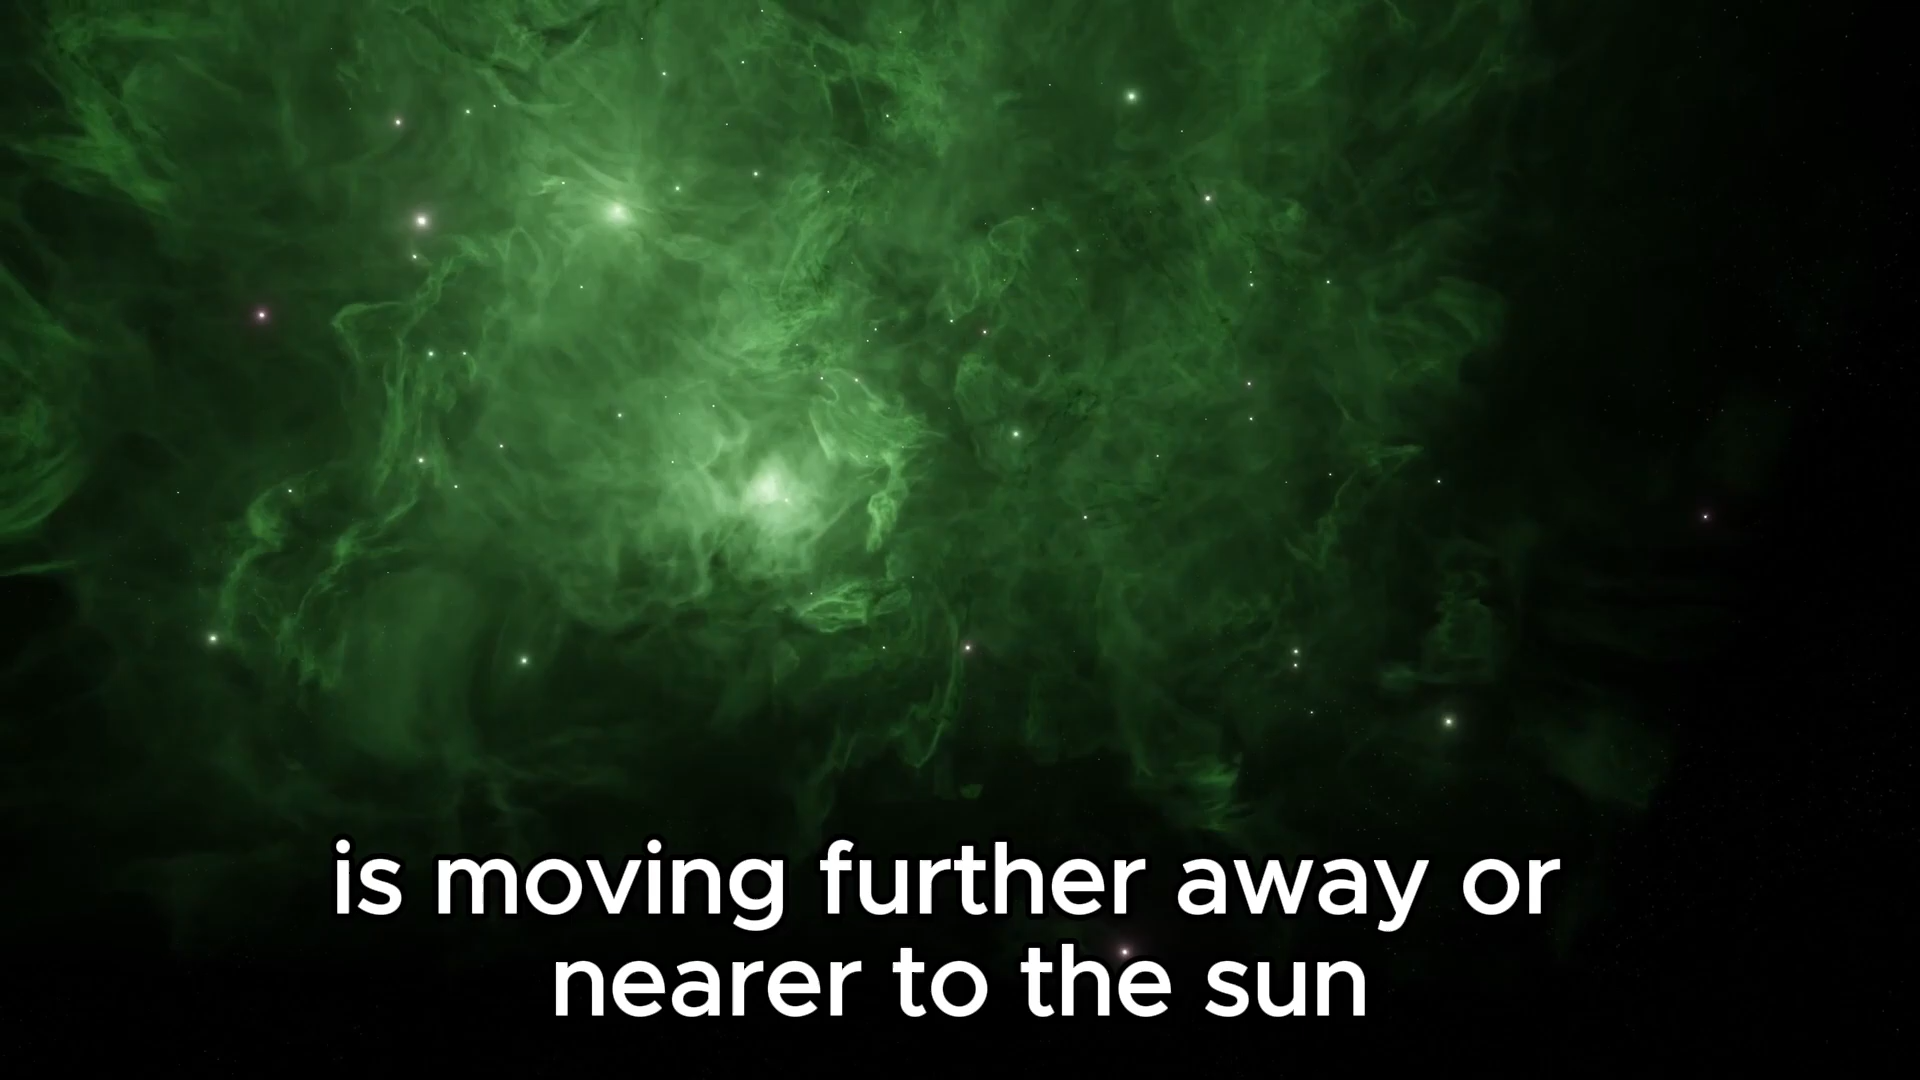 is moving further away or
nearer to the sun